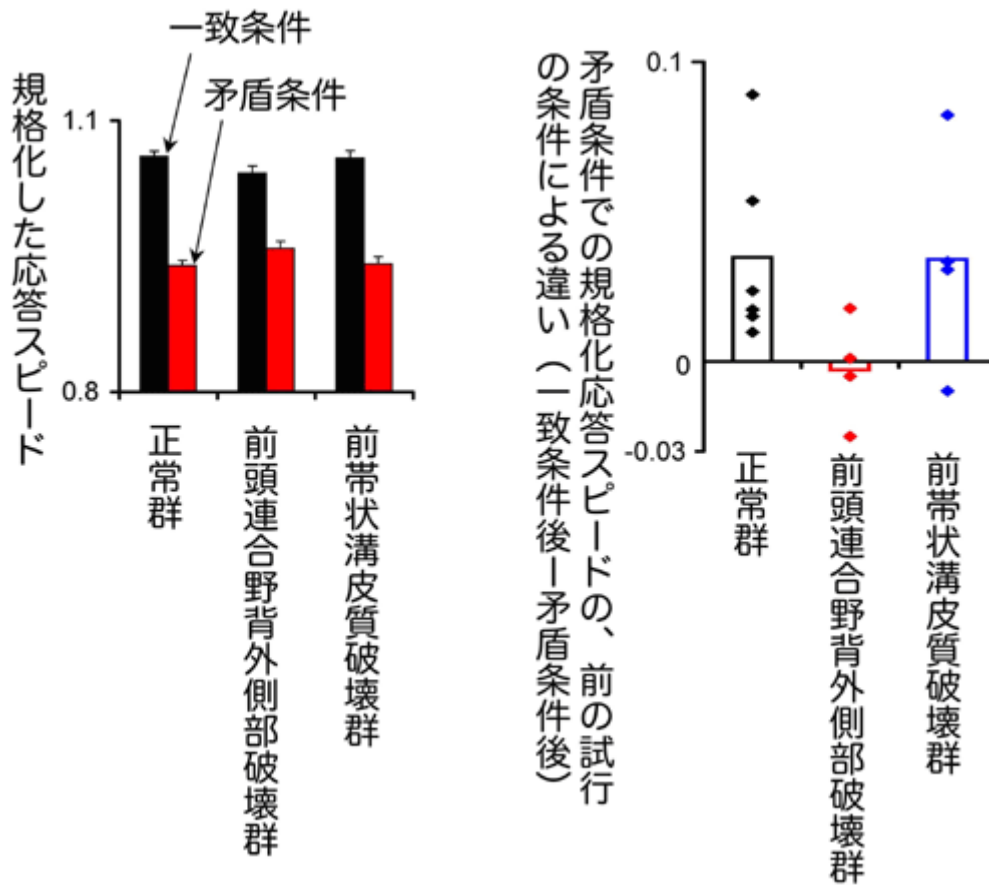 一致条件
矛盾条件
規格化した応答スピード
1.1
0.8
正常群
前頭連合野背外側部破壊群
前帯状溝皮質破壊群
矛盾条件での規格化応答スピードの、前の試行
の条件による違い（一致条件後ー矛盾条件後）
0.1
0
-0.03
正常群
前頭連合野背外側部破壊群
前帯状溝皮質破壊群